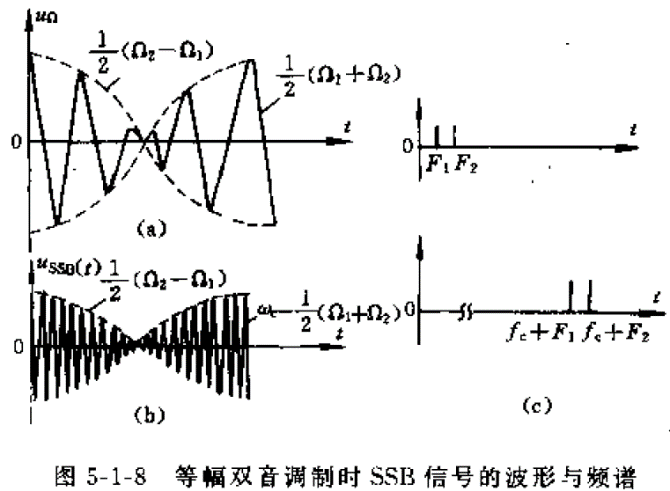 uΩ
1/2(Ω₂－Ω₁)
1/2(Ω₁＋Ω₂)
0
t
(a)
0
F₁ F₂
t
uSSB(t)
1/2(Ω₂－Ω₁)
ωc－1/2(Ω₁＋Ω₂)
0
t
(b)
0
fc＋F₁ fc＋F₂
t
(c)
图 5-1-8 等幅双音调制时 SSB 信号的波形与频谱